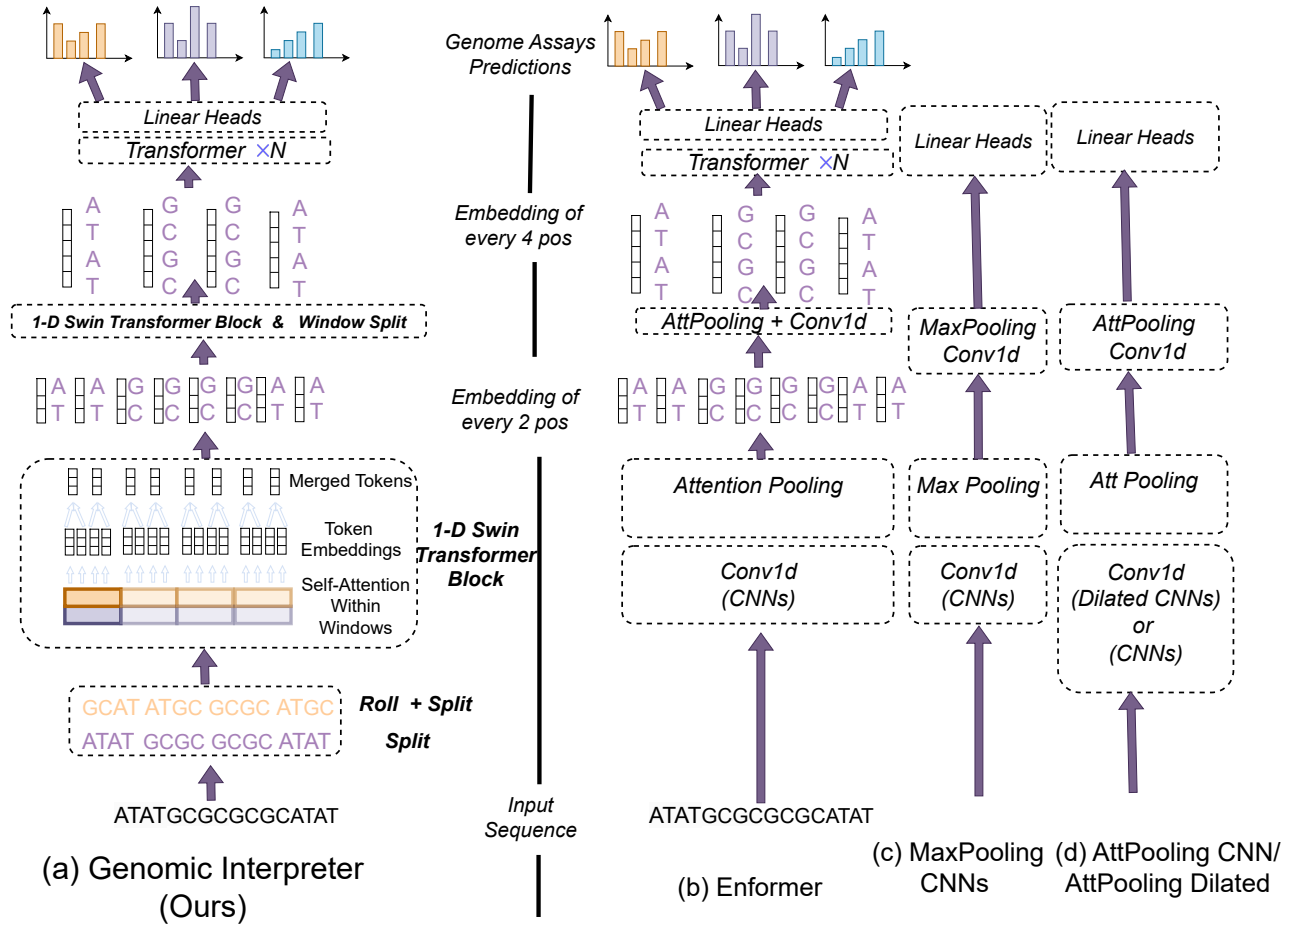 Genome Assays
Predictions
Linear Heads
Transformer ×N
A G G A
T C C T
A G G A
T C C T
1-D Swin Transformer Block & Window Split
A A G G G G A T A
T T C C C C T T
Merged Tokens
Token
Embeddings
Self-Attention
Within
Windows
1-D Swin
Transformer
Block
GCAT ATGC GCGC ATGC
Roll + Split
ATAT GCGC GCGC ATAT
Split
ATATGCGCGCGCATAT
(a) Genomic Interpreter
(Ours)
Embedding of
every 4 pos
Embedding of
every 2 pos
Input
Sequence
Linear Heads
Transformer ×N
A G G A
T C C T
A G G A
T C C T
AttPooling + Conv1d
A A G G G G A A
T T C C C C T T
Attention Pooling
Conv1d
(CNNs)
ATATGCGCGCGCATAT
(b) Enformer
Linear Heads
MaxPooling
Conv1d
Max Pooling
Conv1d
(CNNs)
(c) MaxPooling
CNNs
Linear Heads
AttPooling
Conv1d
Att Pooling
Conv1d
(Dilated CNNs)
or
(CNNs)
(d) AttPooling CNN/
AttPooling Dilated